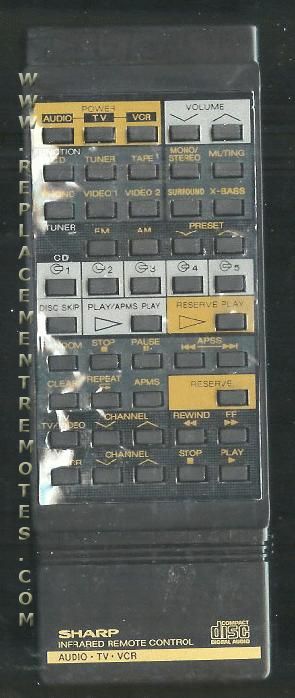 WWW.REPLACEMENTREMOTES.COM
POWER
AUDIO TV VCR
VOLUME
CD TUNER TAPE MONO/STEREO MUTING
VIDEO 1 VIDEO 2 SURROUND X-BASS
TUNER FM AM PRESET
CD
1 2 3 4 5
DISC SKIP PLAY/APMS PLAY RESERVE PLAY
STOP PAUSE APSS
CLEAR REPEAT APMS RESERVE
TV/VIDEO CHANNEL REWIND FF
CHANNEL STOP PLAY
SHARP
INFRARED REMOTE CONTROL
COMPACT
disc
DIGITAL AUDIO
AUDIO · TV · VCR